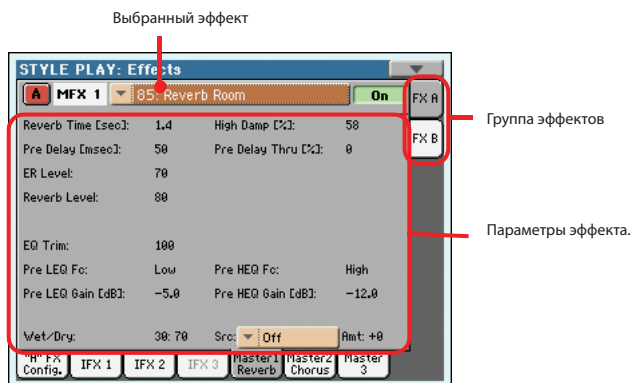 Выбранный эффект
STYLE PLAY: Effects
A MFX 1 85: Reverb Room On FX A
Группа эффектов
FX B
Reverb Time [sec]: 1.4 High Damp [%]: 58
Pre Delay [msec]: 50 Pre Delay Thru [%]: 0
ER Level: 70
Reverb Level: 80
Параметры эффекта.
EQ Trim: 100
Pre LEQ Fc: Low Pre HEQ Fc: High
Pre LEQ Gain [dB]: -5.0 Pre HEQ Gain [dB]: -12.0
Wet/Dry: 30: 70 Src: Off Amt: +0
"A" FX Config. IFX 1 IFX 2 IFX 3 Master1 Reverb Master2 Chorus Master 3